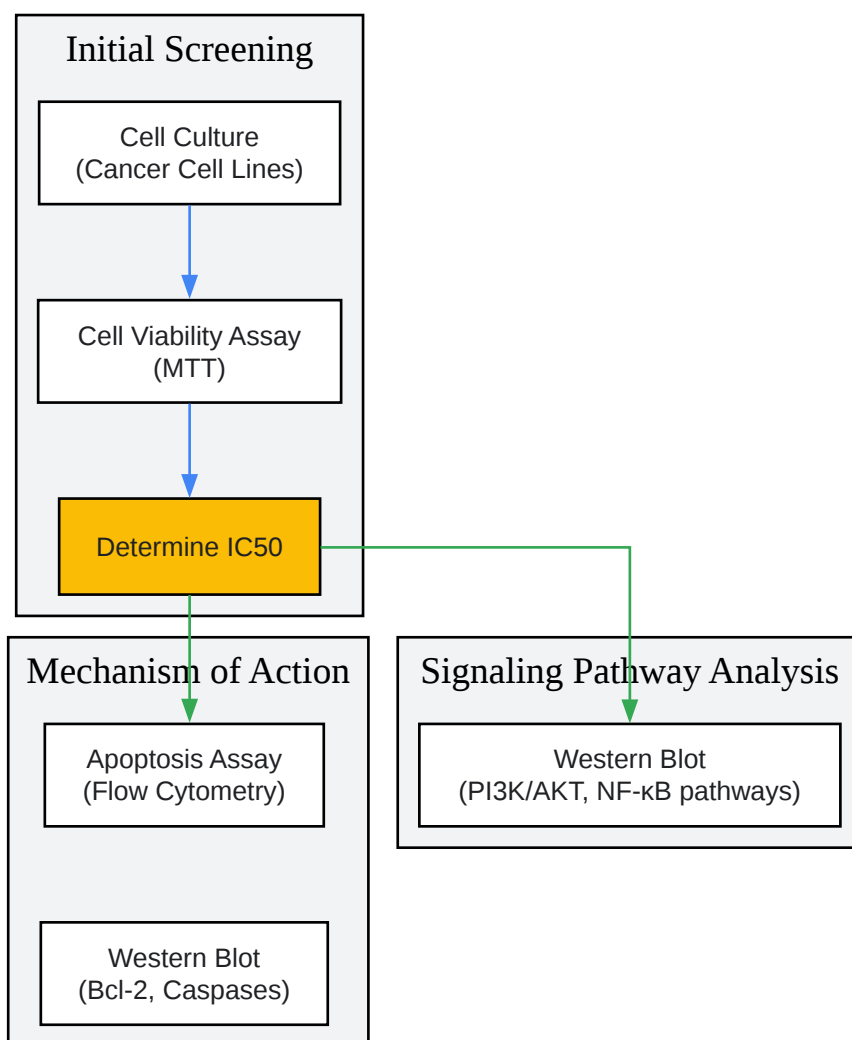 Initial Screening
Cell Culture
(Cancer Cell Lines)
Cell Viability Assay
(MTT)
Determine IC50
Mechanism of Action
Apoptosis Assay
(Flow Cytometry)
Western Blot
(Bcl-2, Caspases)
Signaling Pathway Analysis
Western Blot
(PI3K/AKT, NF-κB pathways)